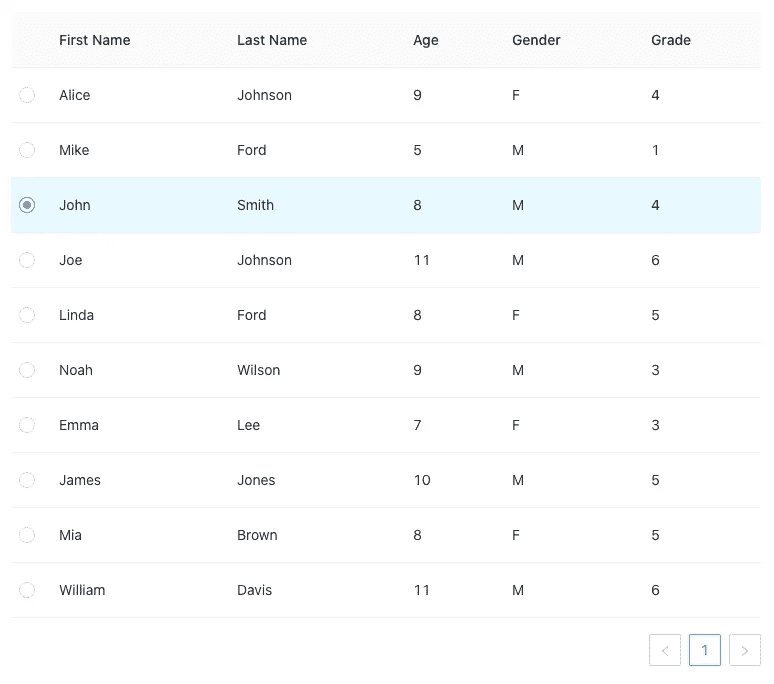 First Name Last Name Age Gender Grade
Alice Johnson 9 F 4
Mike Ford 5 M 1
John Smith 8 M 4
Joe Johnson 11 M 6
Linda Ford 8 F 5
Noah Wilson 9 M 3
Emma Lee 7 F 3
James Jones 10 M 5
Mia Brown 8 F 5
William Davis 11 M 6
< 1 >